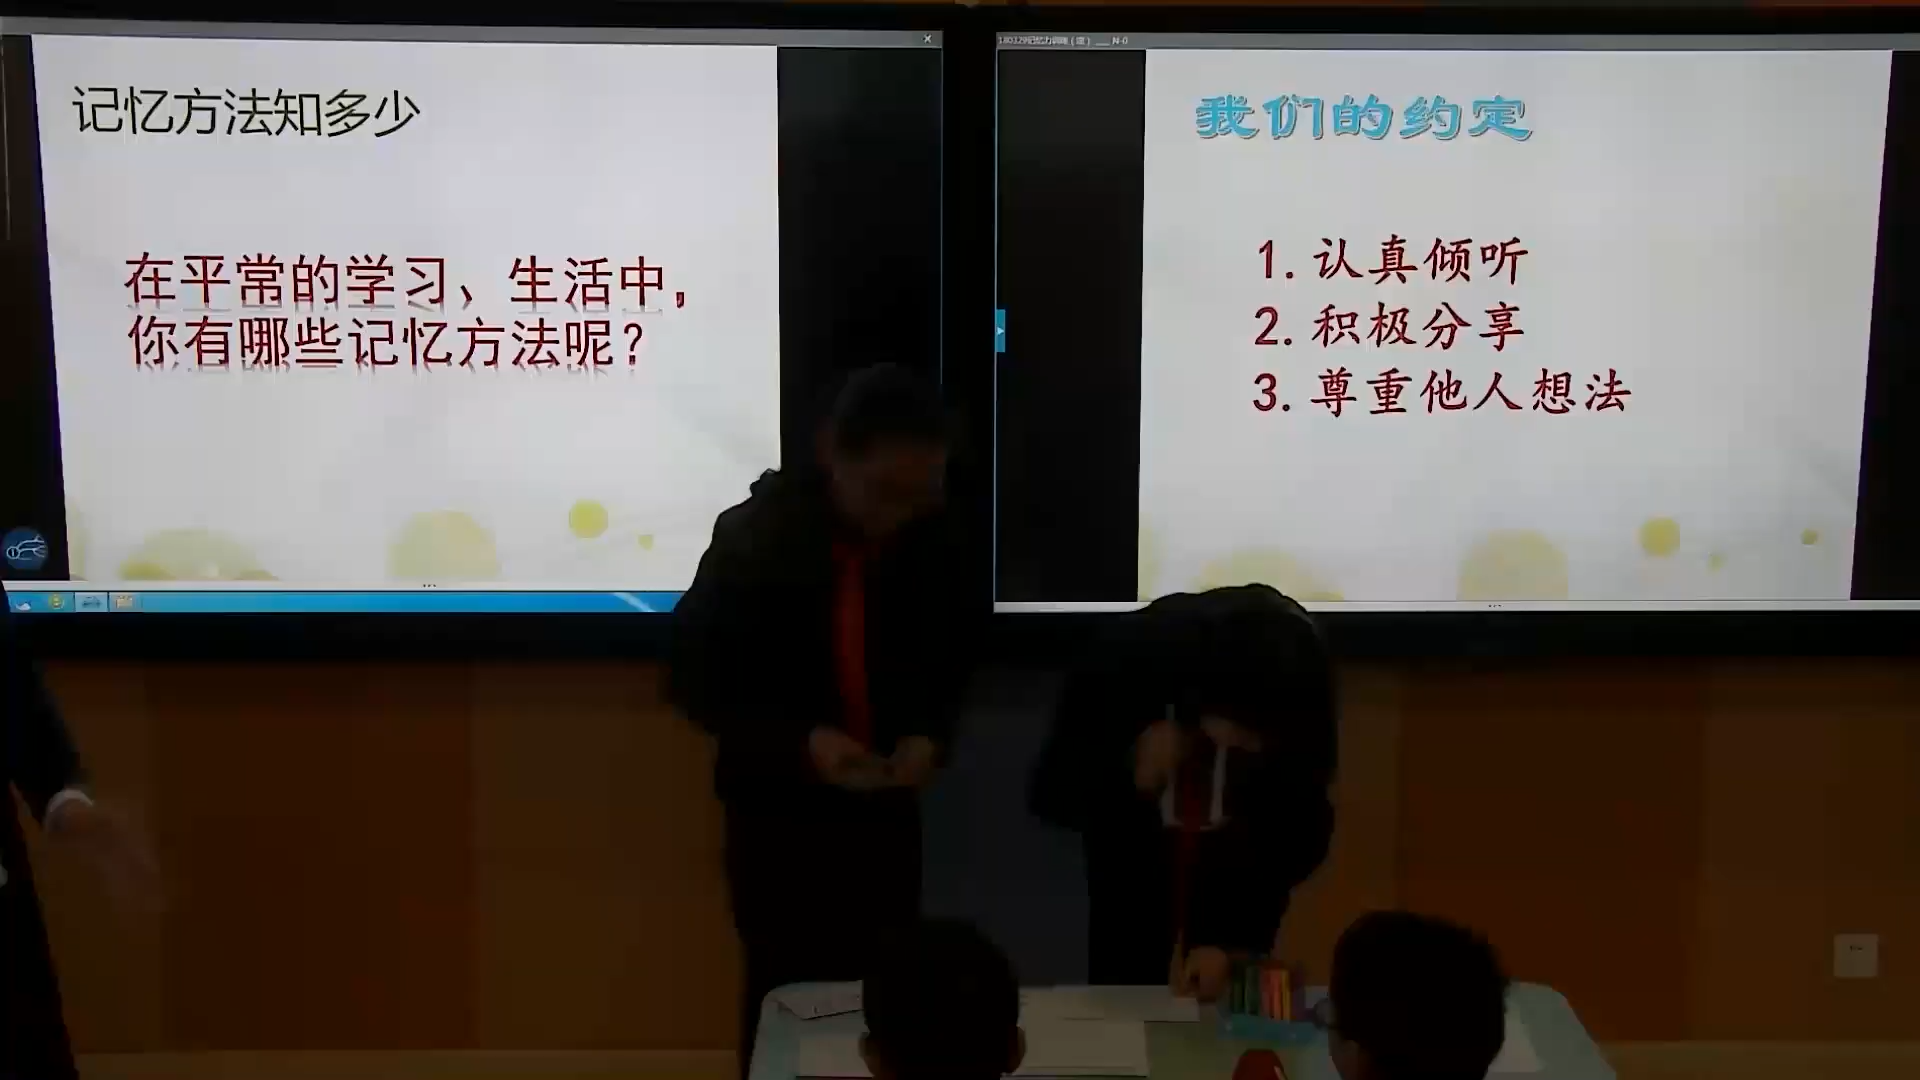 记忆方法知多少
在平常的学习、生活中，
你有哪些记忆方法呢？
我们的约定
1. 认真倾听
2. 积极分享
3. 尊重他人想法